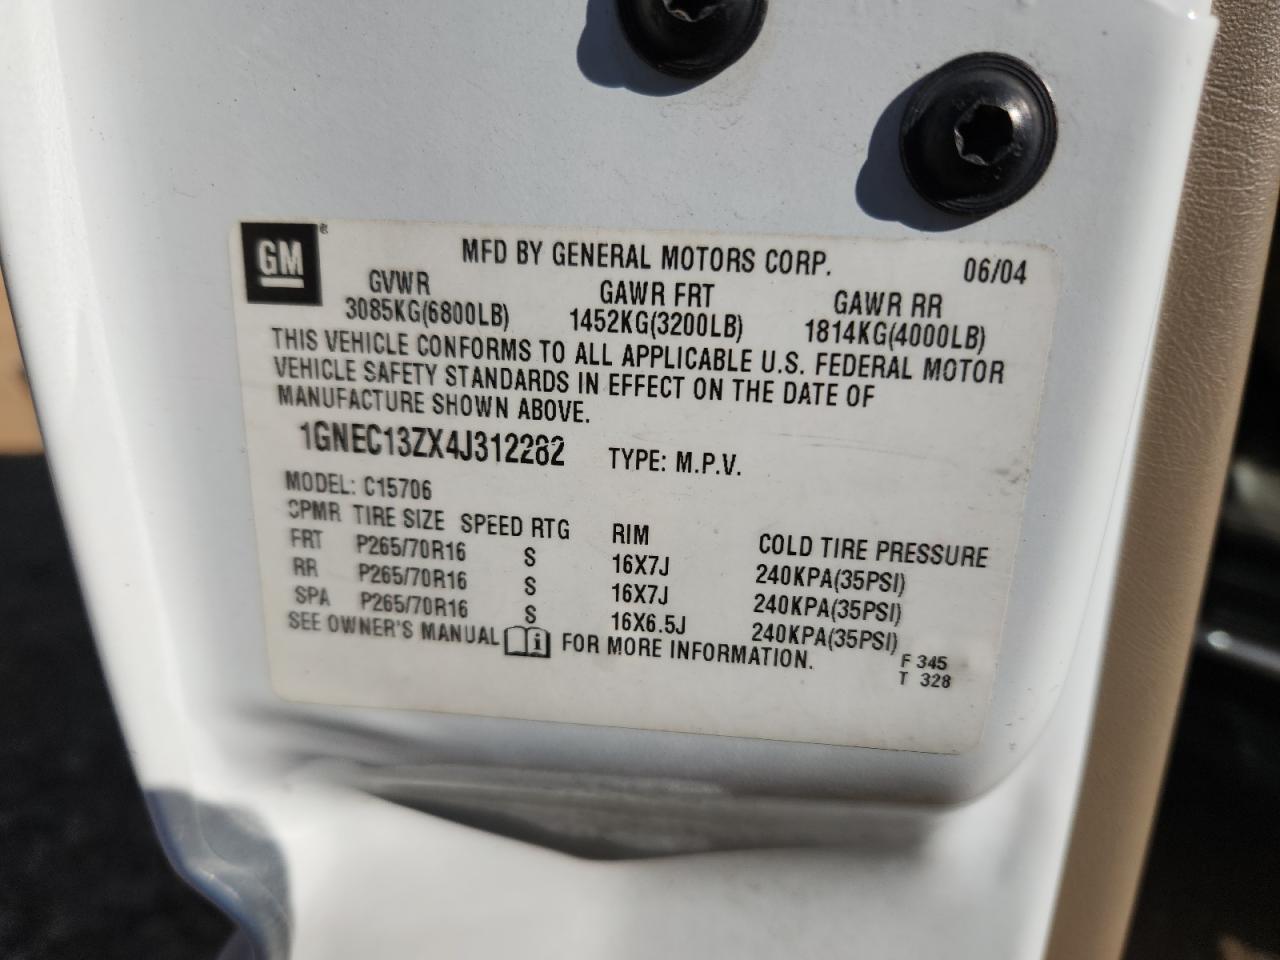 GM ® MFD BY GENERAL MOTORS CORP. 06/04
GVWR GAWR FRT GAWR RR
3085KG(6800LB) 1452KG(3200LB) 1814KG(4000LB)
THIS VEHICLE CONFORMS TO ALL APPLICABLE U.S. FEDERAL MOTOR
VEHICLE SAFETY STANDARDS IN EFFECT ON THE DATE OF
MANUFACTURE SHOWN ABOVE.
1GNEC13ZX4J312282 TYPE: M.P.V.
MODEL: C15706
CPMR TIRE SIZE SPEED RTG RIM COLD TIRE PRESSURE
FRT P265/70R16 S 16X7J 240KPA(35PSI)
RR P265/70R16 S 16X7J 240KPA(35PSI)
SPA P265/70R16 S 16X6.5J 240KPA(35PSI)
SEE OWNER'S MANUAL i FOR MORE INFORMATION.
F 345
T 328